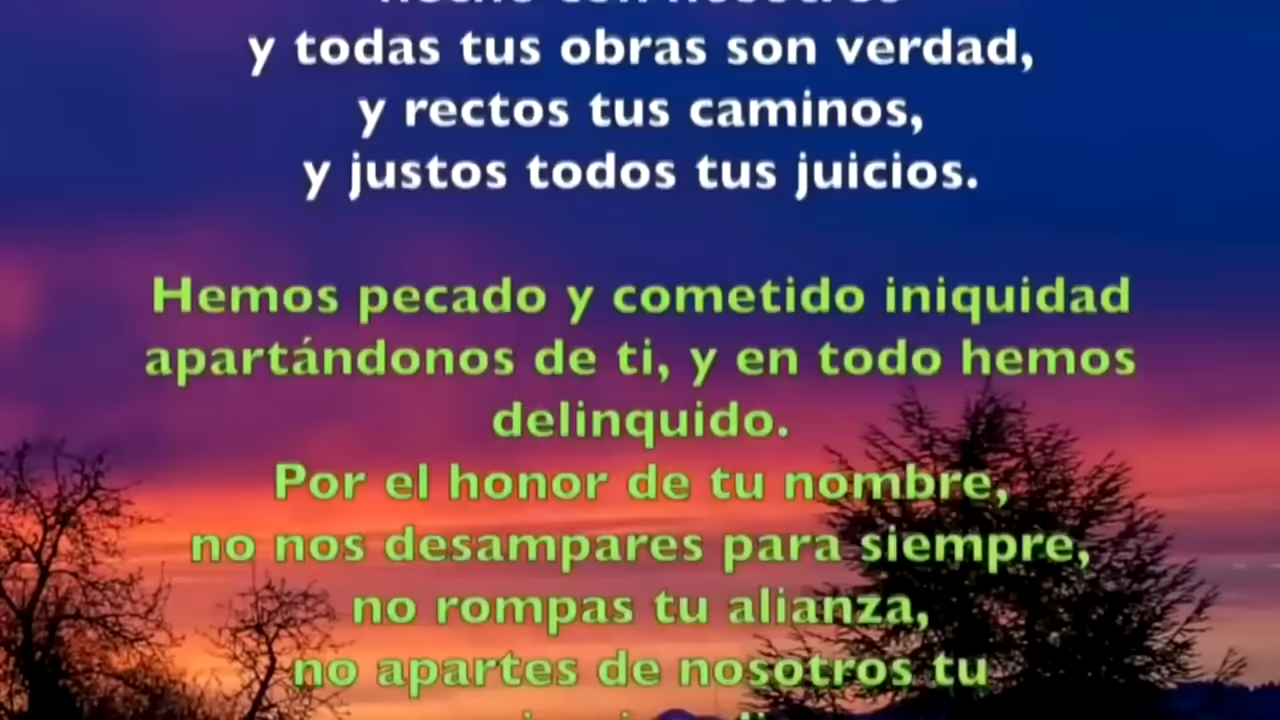 y todas tus obras son verdad,
y rectos tus caminos,
y justos todos tus juicios.
Hemos pecado y cometido iniquidad
apartándonos de ti, y en todo hemos
delinquido.
Por el honor de tu nombre,
no nos desampares para siempre,
no rompas tu alianza,
no apartes de nosotros tu